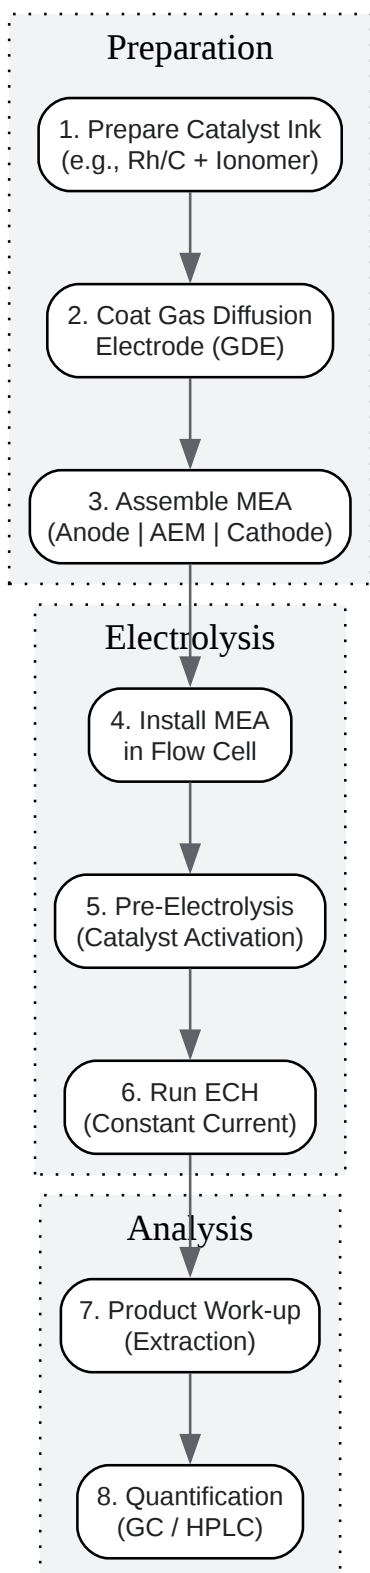 Preparation
1. Prepare Catalyst Ink
(e.g., Rh/C + Ionomer)
2. Coat Gas Diffusion
Electrode (GDE)
3. Assemble MEA
(Anode | AEM | Cathode)
Electrolysis
4. Install MEA
in Flow Cell
5. Pre-Electrolysis
(Catalyst Activation)
6. Run ECH
(Constant Current)
Analysis
7. Product Work-up
(Extraction)
8. Quantification
(GC / HPLC)